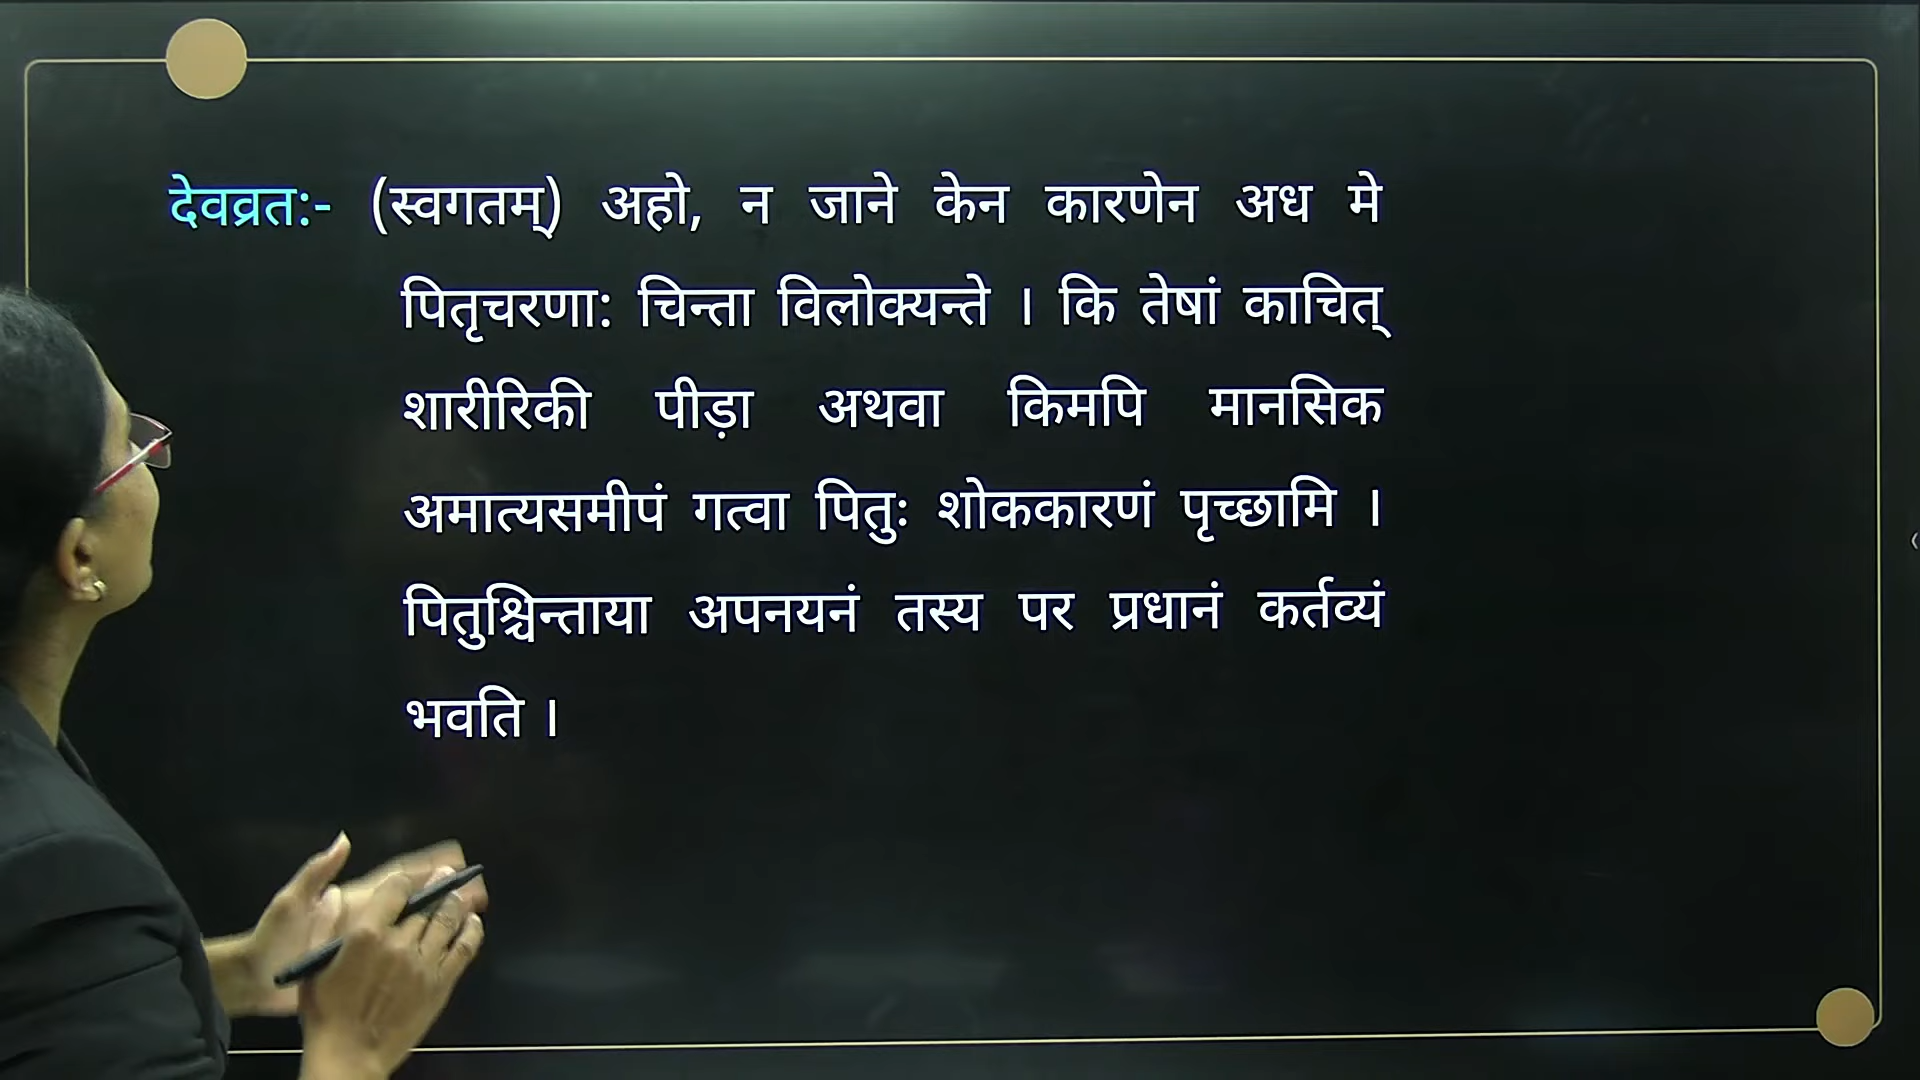 देवव्रत:- (स्वगतम्) अहो, न जाने केन कारणेन अध मे
पितृचरणा: चिन्ता विलोक्यन्ते । कि तेषां काचित्
शारीरिकी पीड़ा अथवा किमपि मानसिक
अमात्यसमीपं गत्वा पितुः शोककारणं पृच्छामि ।
पितुश्चिन्ताया अपनयनं तस्य पर प्रधानं कर्तव्यं
भवति ।